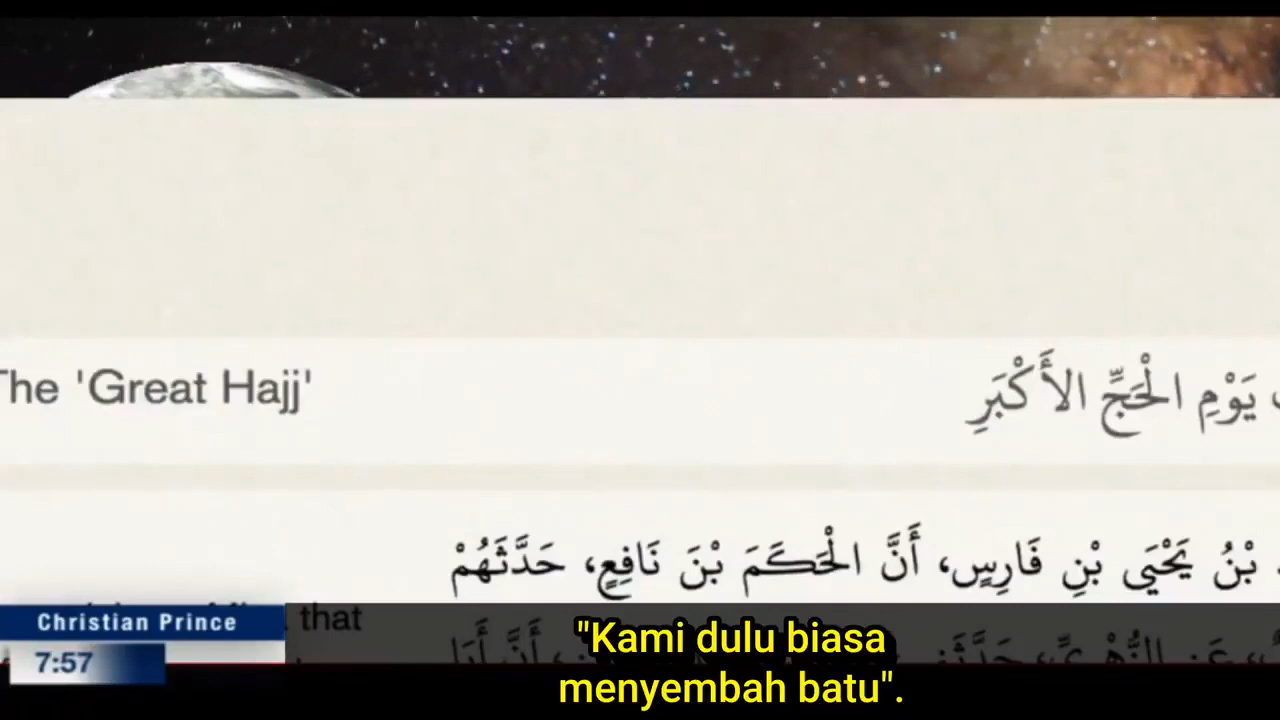 The 'Great Hajj'
يَوْمِ الْحَجِّ الأَكْبَرِ
بْنُ يَحْيَى بْنِ فَارِسٍ، أَنَّ الْحَكَمَ بْنَ نَافِعٍ، حَدَّثَهُمْ
that
Christian Prince
7:57
"Kami dulu biasa
menyembah batu".